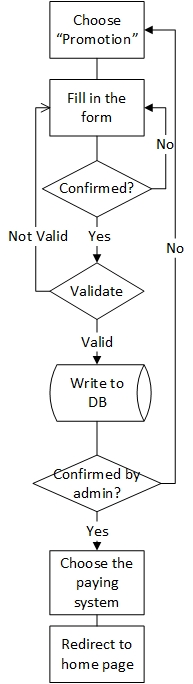 Choose
“Promotion”
Fill in the
form
No
Confirmed?
Not Valid
Yes
No
Validate
Valid
Write to
DB
Confirmed by
admin?
Yes
Choose the
paying
system
Redirect to
home page